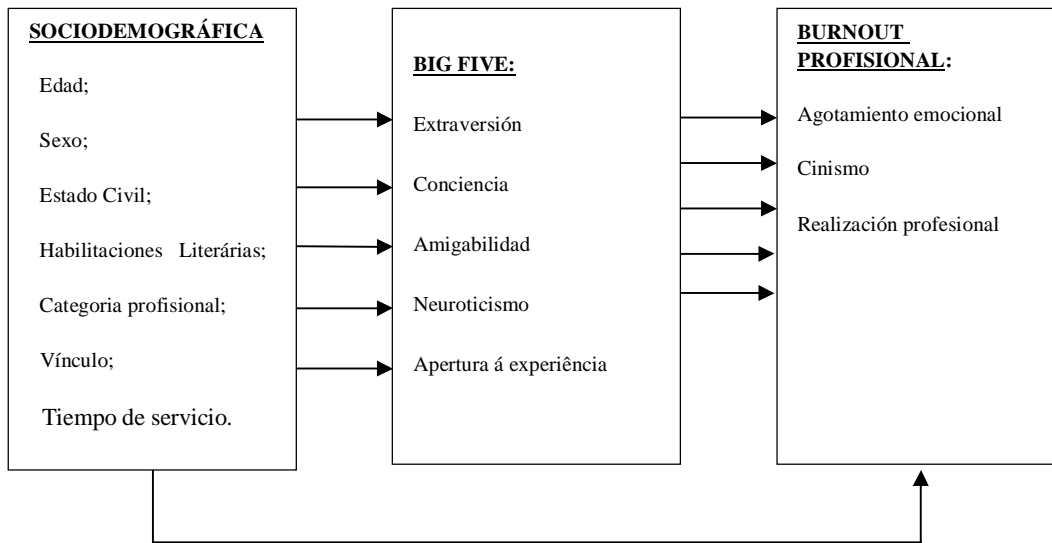 SOCIODEMOGRÁFICA
Edad;
Sexo;
Estado Civil;
Habilitaciones Literárias;
Categoria profisional;
Vínculo;
Tiempo de servicio.
BIG FIVE:
Extraversión
Conciencia
Amigabilidad
Neuroticismo
Apertura á experiência
BURNOUT
PROFISIONAL:
Agotamiento emocional
Cinismo
Realización profesional